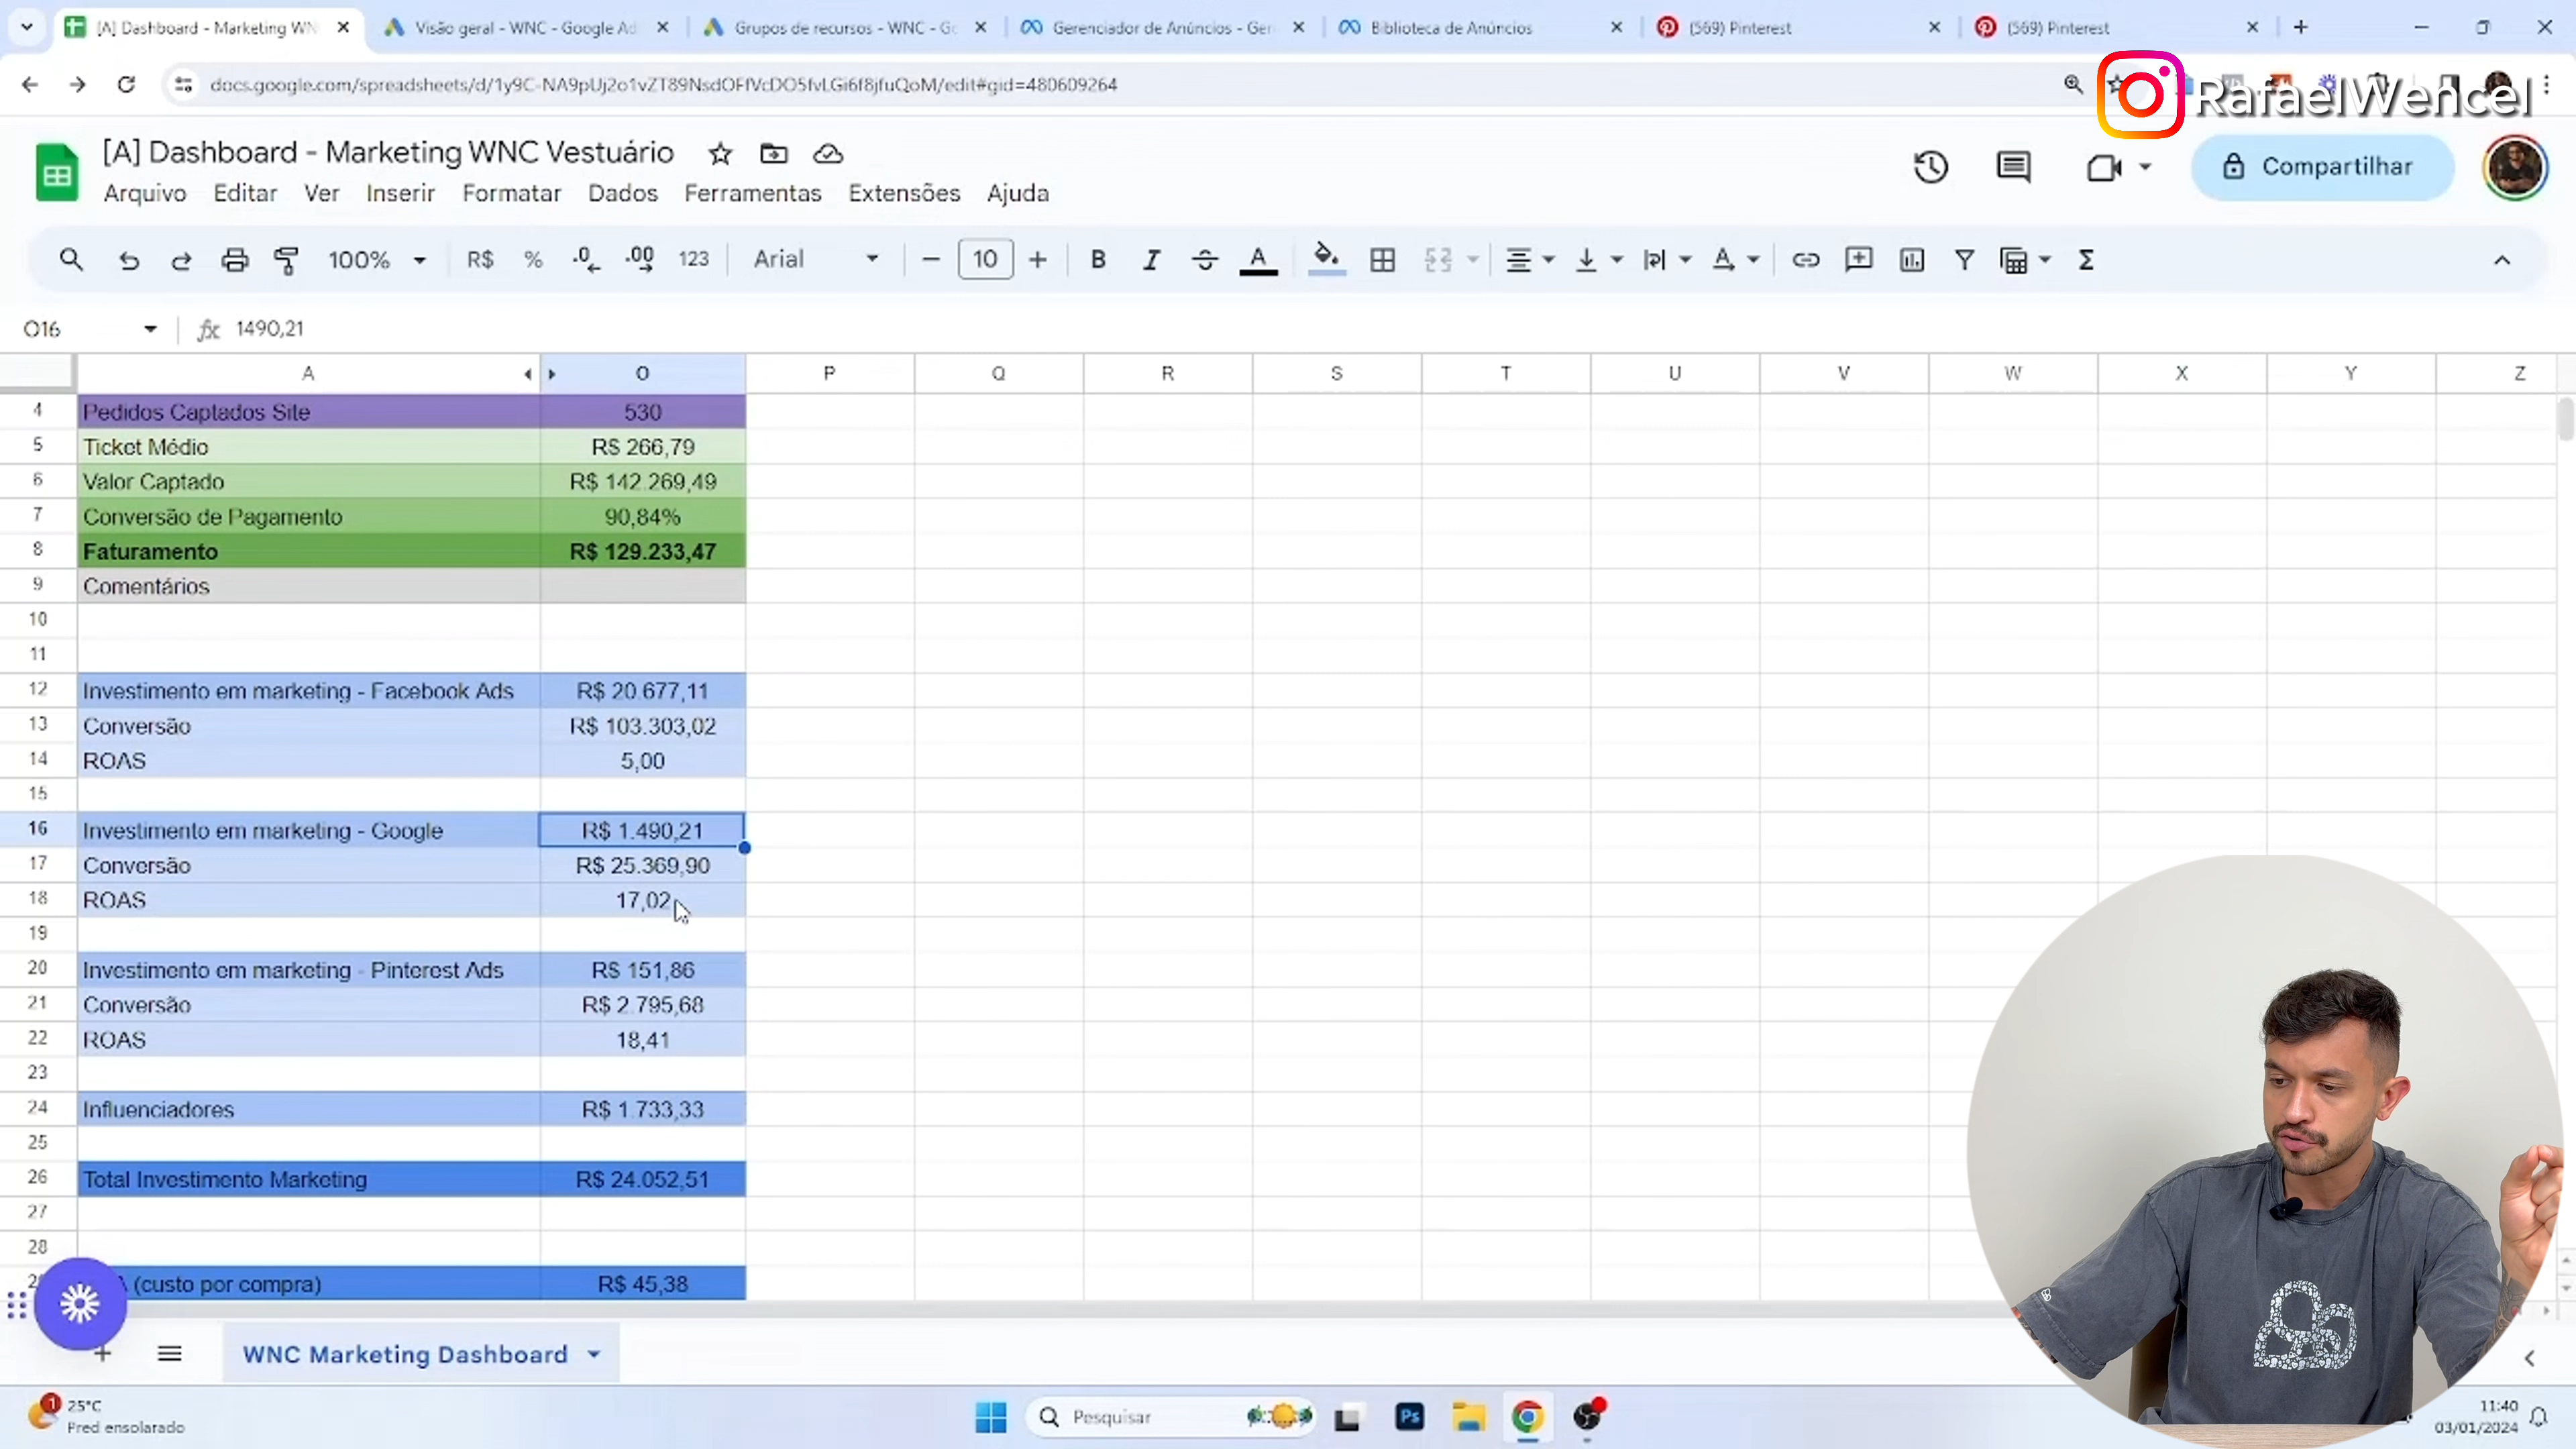 [A] Dashboard - Marketing WN
Visão geral - WNC - Google Ad
Grupos de recursos - WNC - Go
Gerenciador de Anúncios - Ger
Biblioteca de Anúncios
(569) Pinterest
(569) Pinterest
docs.google.com/spreadsheets/d/1y9C-NA9pUj2o1vZT89NsdOFfVcDO5fvLGi6f8jfuQoM/edit#gid=480609264
RafaelWencel
[A] Dashboard - Marketing WNC Vestuário
Compartilhar
Arquivo Editar Ver Inserir Formatar Dados Ferramentas Extensões Ajuda
100% R$ % .0 .00 123 Arial 10 B I A
O16 fx 1490,21
A O P Q R S T U V W X Y Z
4 Pedidos Captados Site 530
5 Ticket Médio R$ 266,79
6 Valor Captado R$ 142.269,49
7 Conversão de Pagamento 90,84%
8 Faturamento R$ 129.233,47
9 Comentários
10
11
12 Investimento em marketing - Facebook Ads R$ 20.677,11
13 Conversão R$ 103.303,02
14 ROAS 5,00
15
16 Investimento em marketing - Google R$ 1.490,21
17 Conversão R$ 25.369,90
18 ROAS 17,02
19
20 Investimento em marketing - Pinterest Ads R$ 151,86
21 Conversão R$ 2.795,68
22 ROAS 18,41
23
24 Influenciadores R$ 1.733,33
25
26 Total Investimento Marketing R$ 24.052,51
27
28
(custo por compra) R$ 45,38
WNC Marketing Dashboard
1
25°C
Pred ensolarado
Pesquisar
Ps
11:40
03/01/2024